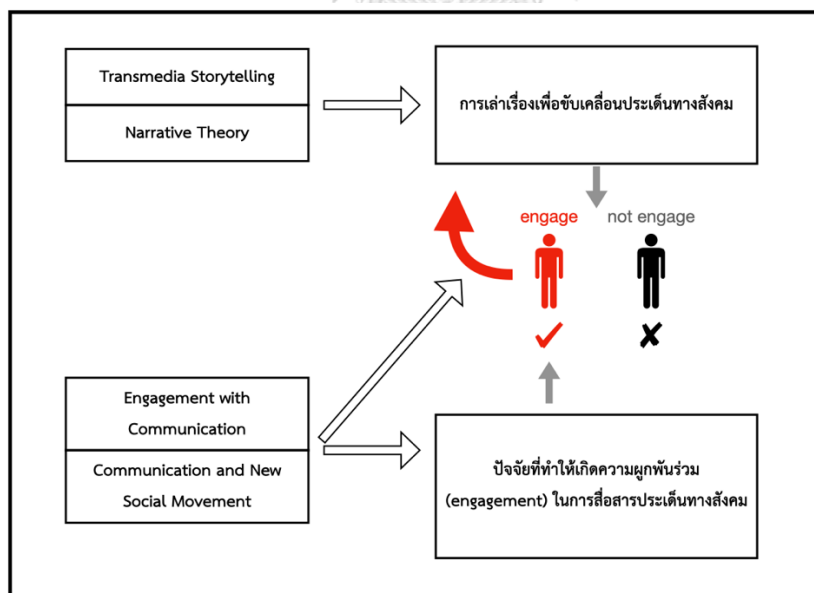 Transmedia Storytelling
Narrative Theory
การเล่าเรื่องเพื่อขับเคลื่อนประเด็นทางสังคม
engage
not engage
Engagement with
Communication
Communication and New
Social Movement
ปัจจัยที่ทำให้เกิดความผูกพันร่วม
(engagement) ในการสื่อสารประเด็นทางสังคม